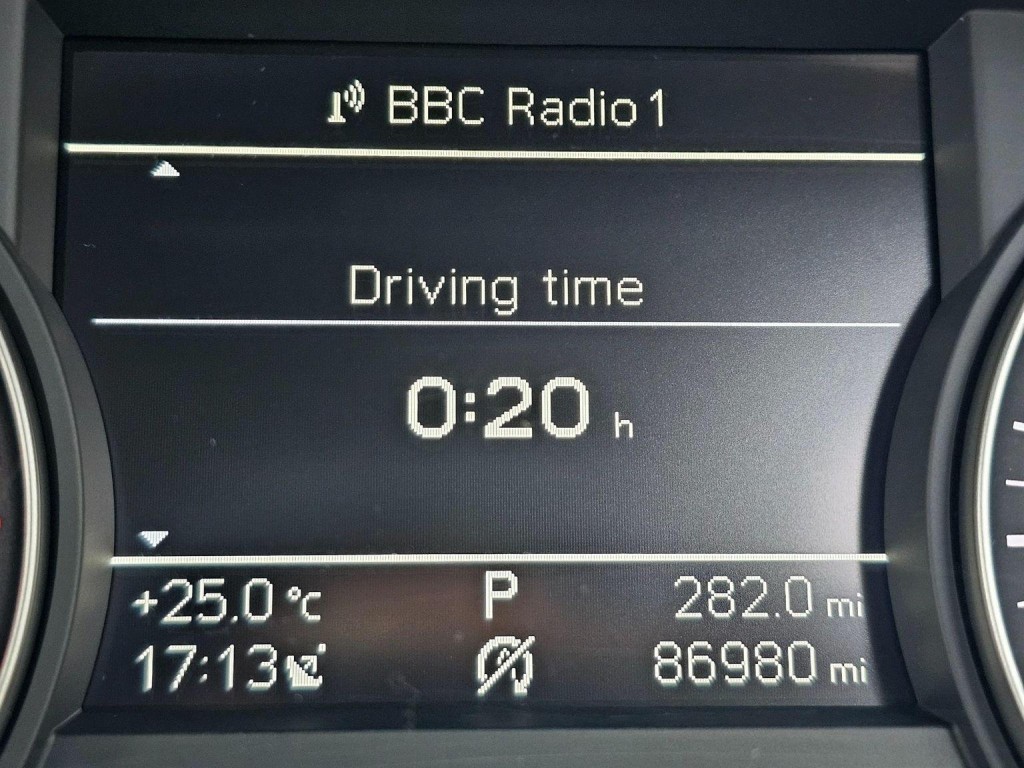 BBC Radio 1
Driving time
0:20 h
+25.0 °C P 282.0 mi
17:13 86980 mi